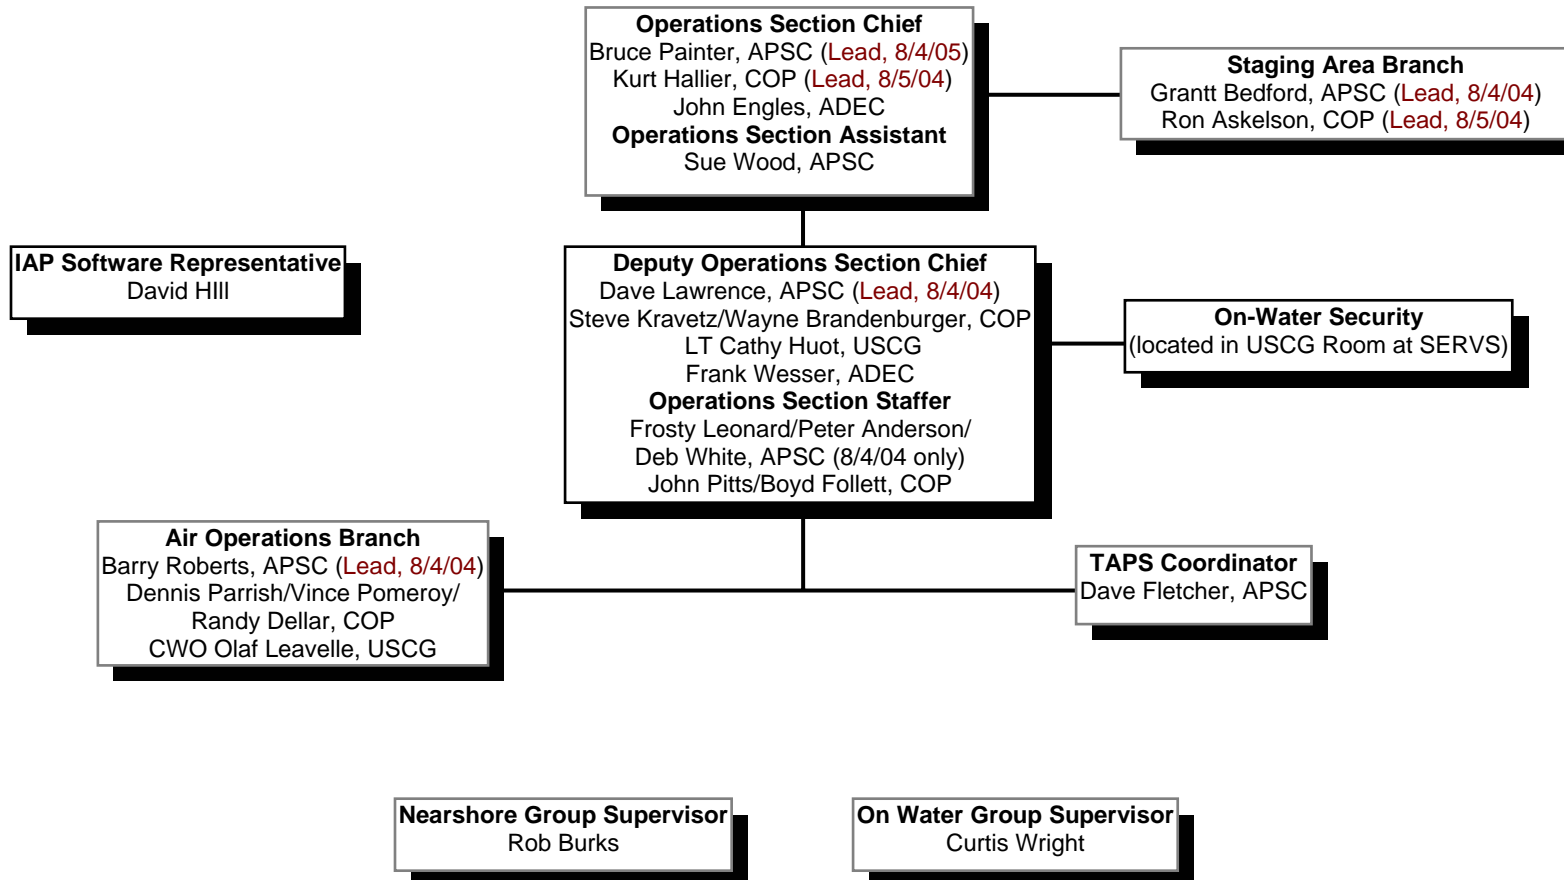 Operations Section Chief
Bruce Painter, APSC (Lead, 8/4/05)
Kurt Hallier, COP (Lead, 8/5/04)
John Engles, ADEC
Operations Section Assistant
Sue Wood, APSC
Staging Area Branch
Grantt Bedford, APSC (Lead, 8/4/04)
Ron Askelson, COP (Lead, 8/5/04)
IAP Software Representative
David HIll
Deputy Operations Section Chief
Dave Lawrence, APSC (Lead, 8/4/04)
Steve Kravetz/Wayne Brandenburger, COP
LT Cathy Huot, USCG
Frank Wesser, ADEC
Operations Section Staffer
Frosty Leonard/Peter Anderson/
Deb White, APSC (8/4/04 only)
John Pitts/Boyd Follett, COP
On-Water Security
(located in USCG Room at SERVS)
Air Operations Branch
Barry Roberts, APSC (Lead, 8/4/04)
Dennis Parrish/Vince Pomeroy/
Randy Dellar, COP
CWO Olaf Leavelle, USCG
TAPS Coordinator
Dave Fletcher, APSC
Nearshore Group Supervisor
Rob Burks
On Water Group Supervisor
Curtis Wright